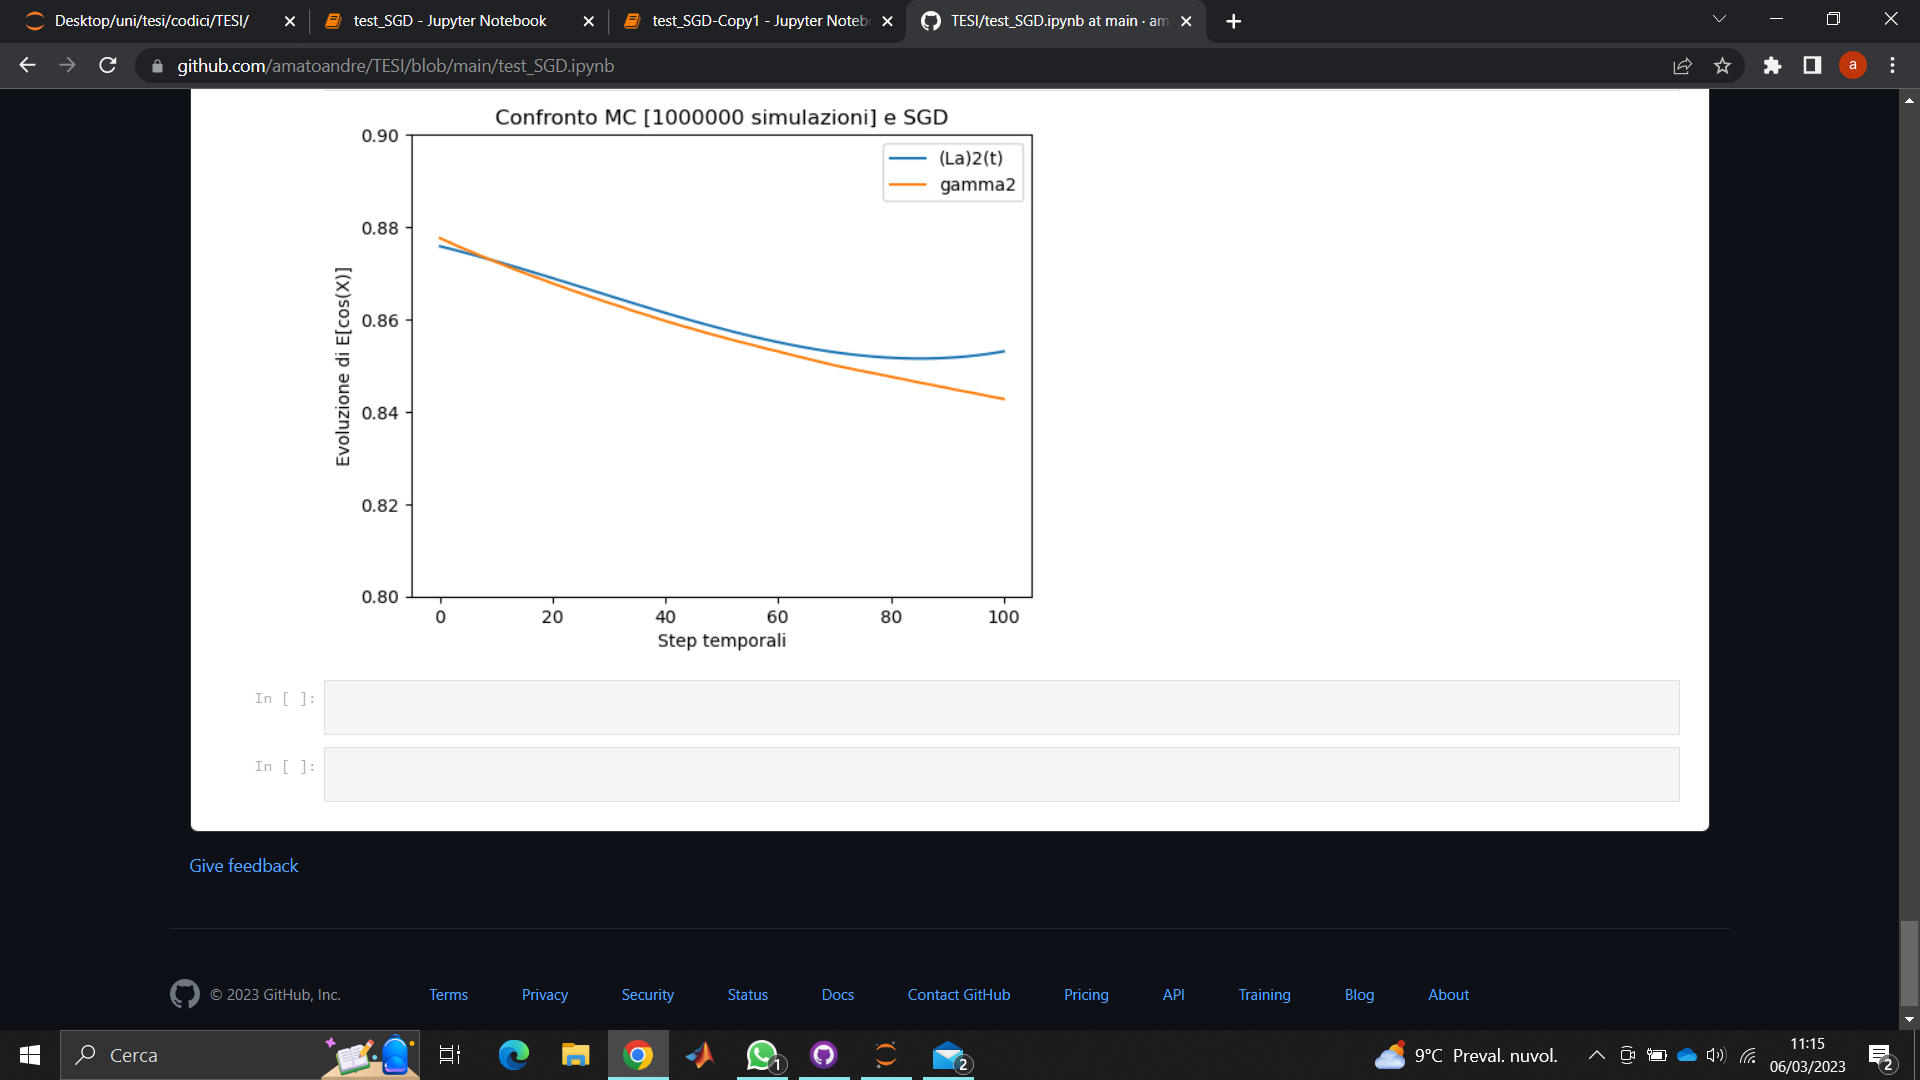 Desktop/uni/tesi/codici/TESI/
test_SGD - Jupyter Notebook
test_SGD-Copy1 - Jupyter Noteb
TESI/test_SGD.ipynb at main · am
github.com/amatoandre/TESI/blob/main/test_SGD.ipynb
a
Confronto MC [1000000 simulazioni] e SGD
(La)2(t)
gamma2
0.90
0.88
0.86
0.84
0.82
0.80
Evoluzione di E[cos(X)]
0 20 40 60 80 100
Step temporali
In [ ]:
In [ ]:
Give feedback
© 2023 GitHub, Inc.
Terms
Privacy
Security
Status
Docs
Contact GitHub
Pricing
API
Training
Blog
About
Cerca
1
2
9°C Preval. nuvol.
11:15
06/03/2023
2